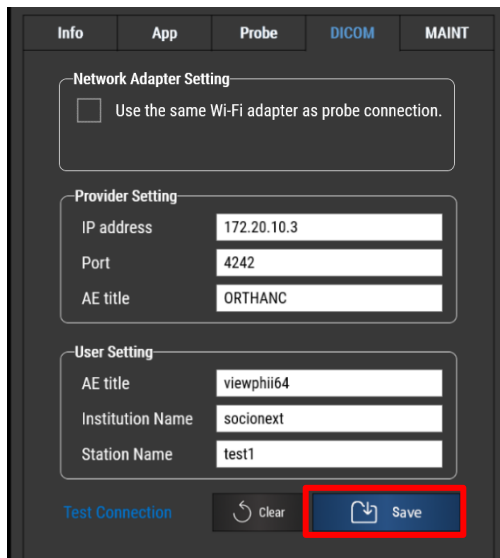 Info App Probe DICOM MAINT
Network Adapter Setting
Use the same Wi-Fi adapter as probe connection.
Provider Setting
IP address 172.20.10.3
Port 4242
AE title ORTHANC
User Setting
AE title viewphii64
Institution Name socionext
Station Name test1
Test Connection Clear Save